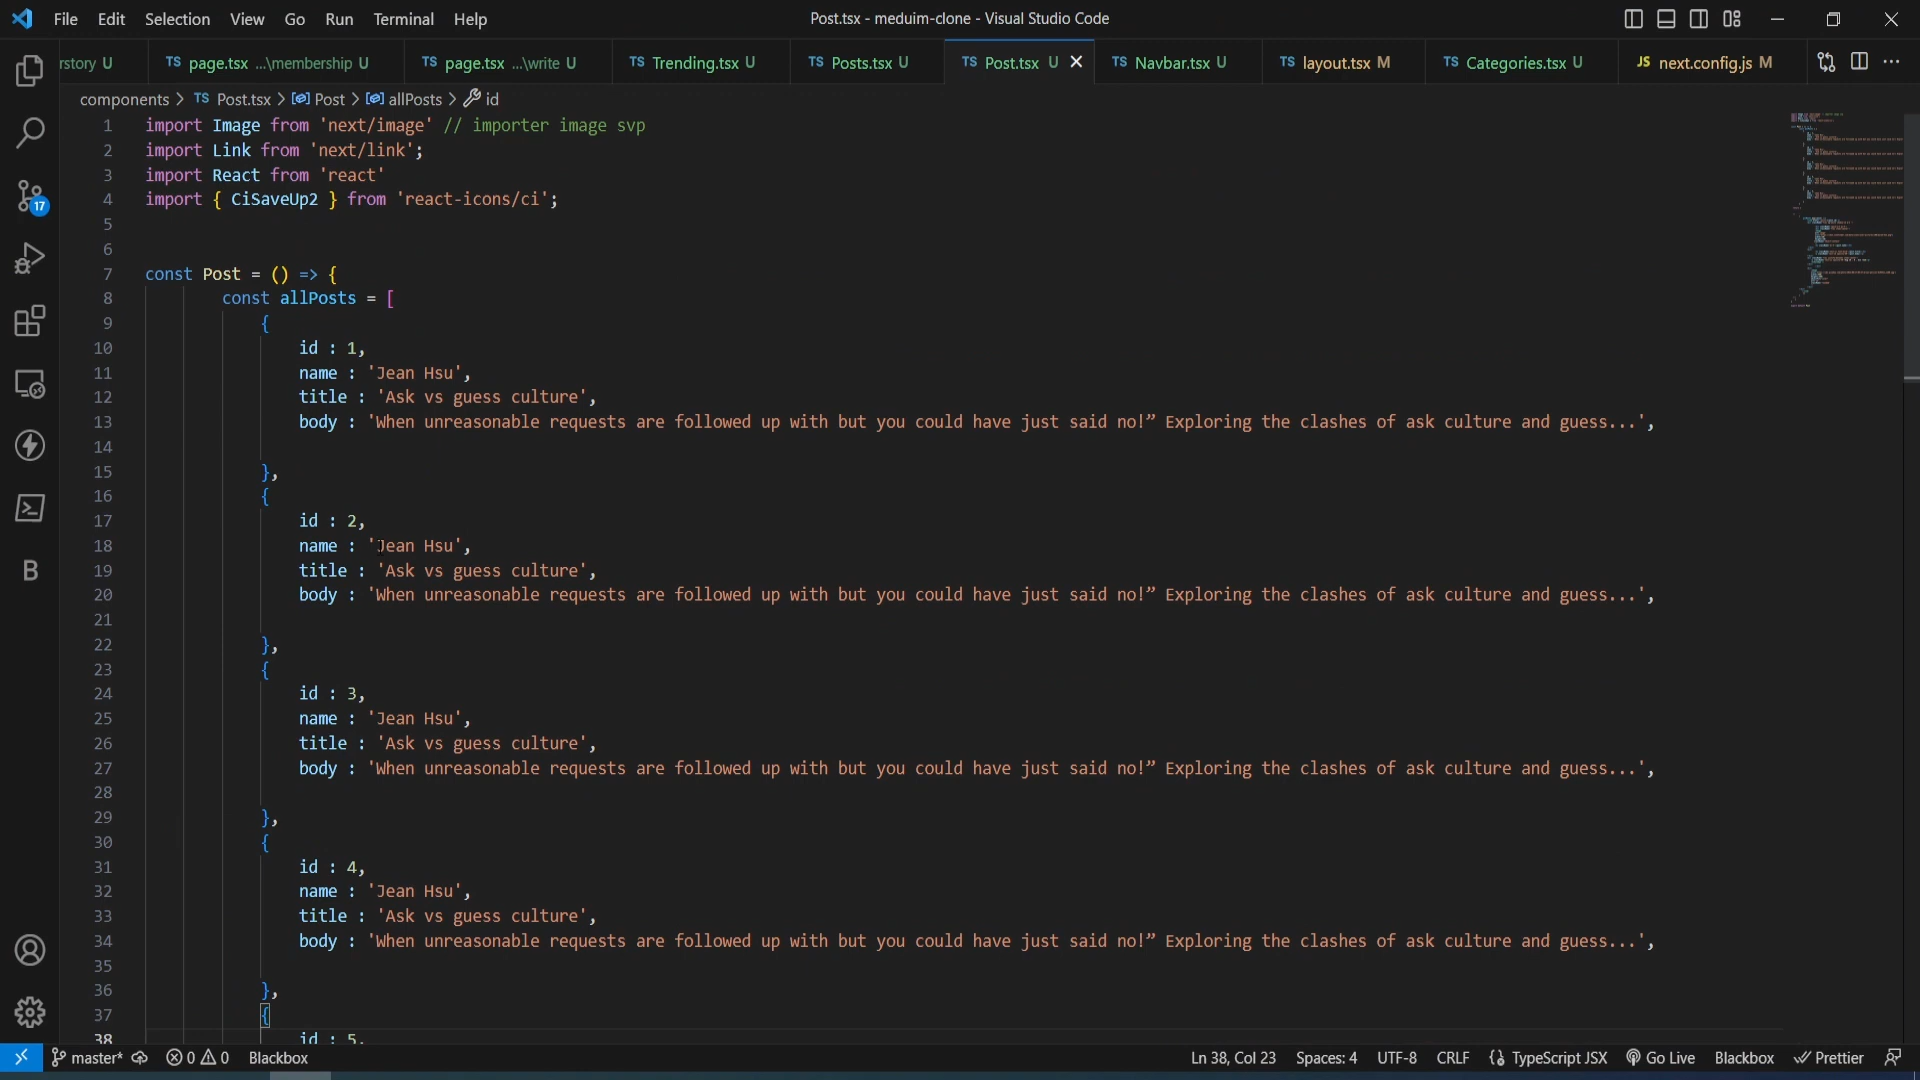 File Edit Selection View Go Run Terminal Help Post.tsx - meduim-clone - Visual Studio Code
rstory U TS page.tsx ...\membership U TS page.tsx ...\write U TS Trending.tsx U TS Posts.tsx U TS Post.tsx U TS Navbar.tsx U TS layout.tsx M TS Categories.tsx U JS next.config.js M
components > TS Post.tsx > Post > allPosts > id
1 import Image from 'next/image' // importer image svp
2 import Link from 'next/link';
3 import React from 'react'
4 import { CiSaveUp2 } from 'react-icons/ci';
5
6
7 const Post = () => {
8 const allPosts = [
9 {
10 id : 1,
11 name : 'Jean Hsu',
12 title : 'Ask vs guess culture',
13 body : 'When unreasonable requests are followed up with but you could have just said no!” Exploring the clashes of ask culture and guess...',
14
15 },
16 {
17 id : 2,
18 name : 'Jean Hsu',
19 title : 'Ask vs guess culture',
20 body : 'When unreasonable requests are followed up with but you could have just said no!” Exploring the clashes of ask culture and guess...',
21
22 },
23 {
24 id : 3,
25 name : 'Jean Hsu',
26 title : 'Ask vs guess culture',
27 body : 'When unreasonable requests are followed up with but you could have just said no!” Exploring the clashes of ask culture and guess...',
28
29 },
30 {
31 id : 4,
32 name : 'Jean Hsu',
33 title : 'Ask vs guess culture',
34 body : 'When unreasonable requests are followed up with but you could have just said no!” Exploring the clashes of ask culture and guess...',
35
36 },
37 {
38 id : 5,
17
B
master* 0 0 Blackbox Ln 38, Col 23 Spaces: 4 UTF-8 CRLF {} TypeScript JSX Go Live Blackbox Prettier